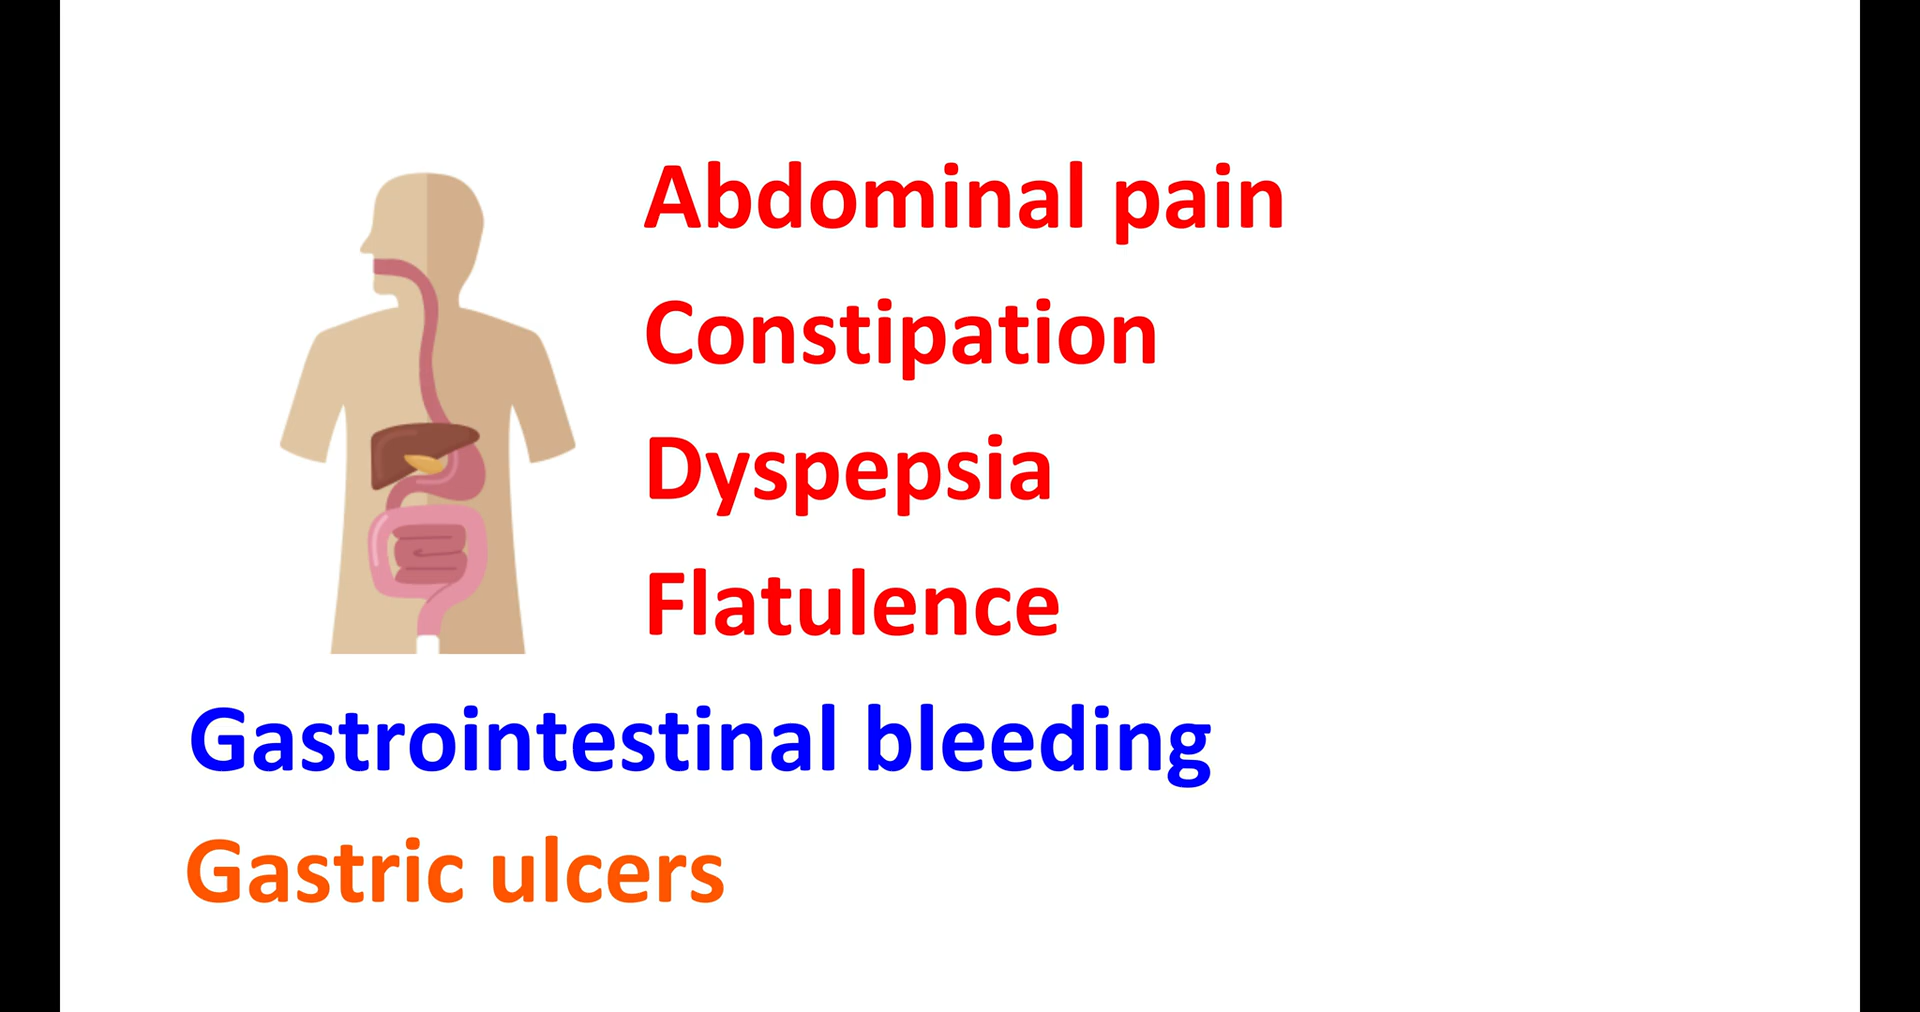 Abdominal pain
Constipation
Dyspepsia
Flatulence
Gastrointestinal bleeding
Gastric ulcers